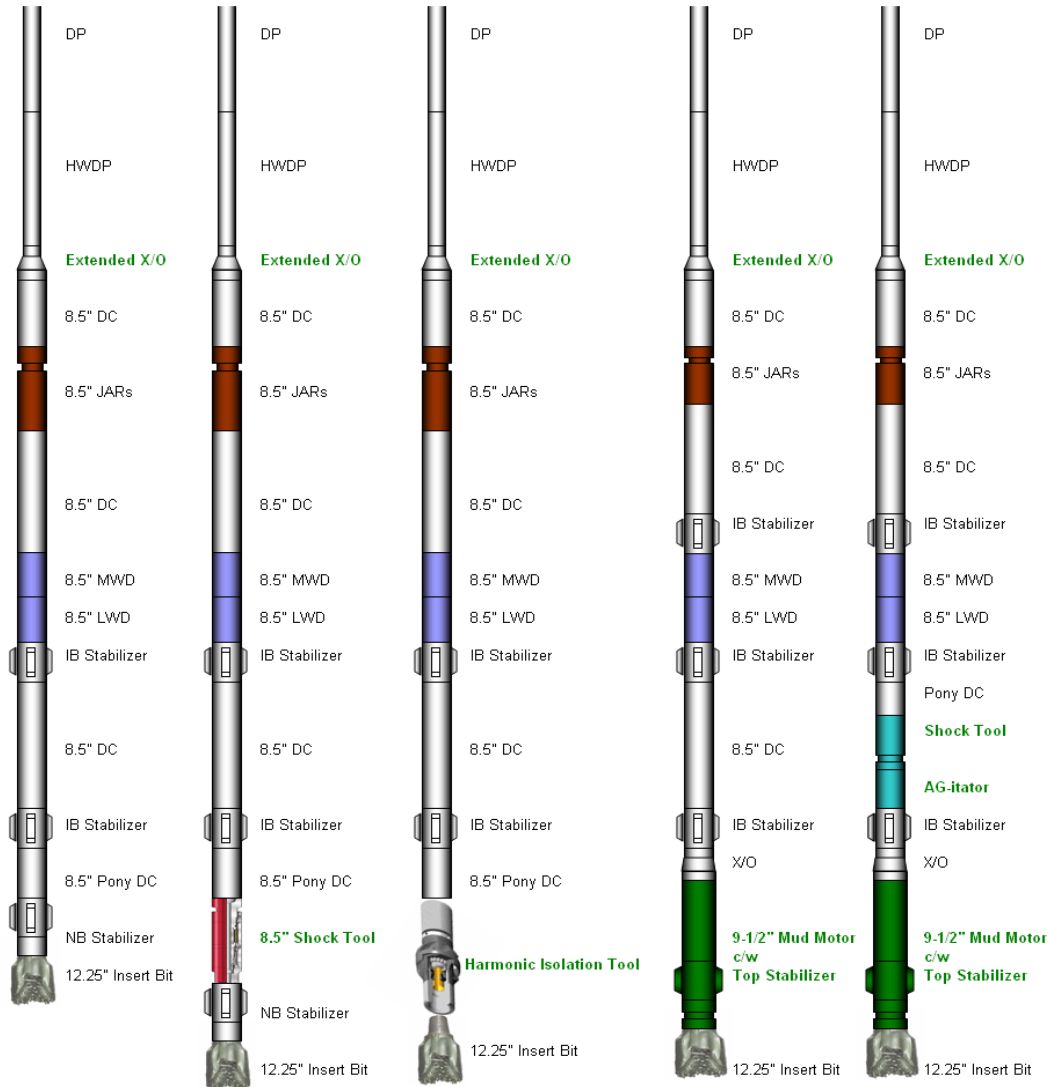 DP
HWDP
Extended X/O
8.5" DC
8.5" JARs
8.5" DC
8.5" MWD
8.5" LWD
IB Stabilizer
8.5" DC
IB Stabilizer
8.5" Pony DC
NB Stabilizer
12.25" Insert Bit
DP
HWDP
Extended X/O
8.5" DC
8.5" JARs
8.5" DC
8.5" MWD
8.5" LWD
IB Stabilizer
8.5" DC
IB Stabilizer
8.5" Pony DC
8.5" Shock Tool
NB Stabilizer
12.25" Insert Bit
DP
HWDP
Extended X/O
8.5" DC
8.5" JARs
8.5" DC
8.5" MWD
8.5" LWD
IB Stabilizer
8.5" DC
IB Stabilizer
8.5" Pony DC
Harmonic Isolation Tool
12.25" Insert Bit
DP
HWDP
Extended X/O
8.5" DC
8.5" JARs
8.5" DC
IB Stabilizer
8.5" MWD
8.5" LWD
IB Stabilizer
8.5" DC
IB Stabilizer
X/O
9-1/2" Mud Motor
c/w
Top Stabilizer
12.25" Insert Bit
DP
HWDP
Extended X/O
8.5" DC
8.5" JARs
8.5" DC
IB Stabilizer
8.5" MWD
8.5" LWD
IB Stabilizer
Pony DC
Shock Tool
AG-itator
IB Stabilizer
X/O
9-1/2" Mud Motor
c/w
Top Stabilizer
12.25" Insert Bit